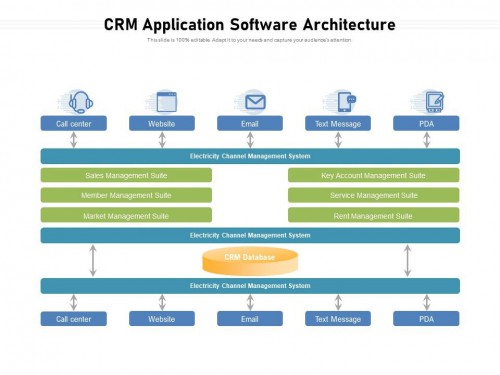 CRM Application Software Architecture
This slide is 100% editable. Adapt it to your needs and capture your audience's attention.
Call center
Website
Email
Text Message
PDA
Electricity Channel Management System
Sales Management Suite
Key Account Management Suite
Member Management Suite
Service Management Suite
Market Management Suite
Rent Management Suite
Electricity Channel Management System
CRM Database
Electricity Channel Management System
Call center
Website
Email
Text Message
PDA